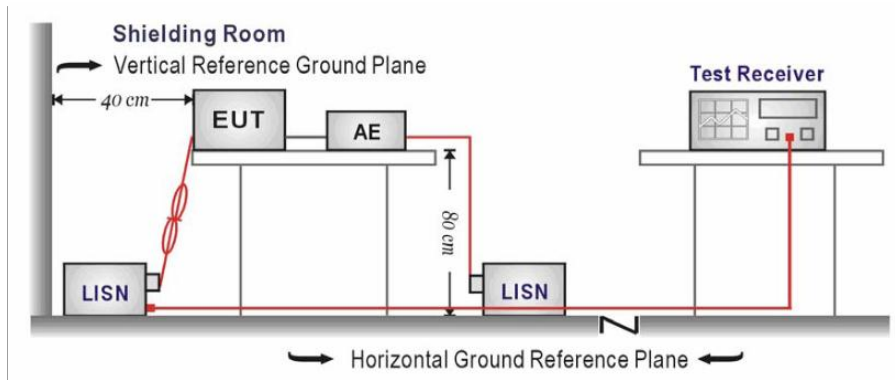 Shielding Room
Vertical Reference Ground Plane
40 cm
EUT
AE
Test Receiver
80 cm
LISN
LISN
Horizontal Ground Reference Plane